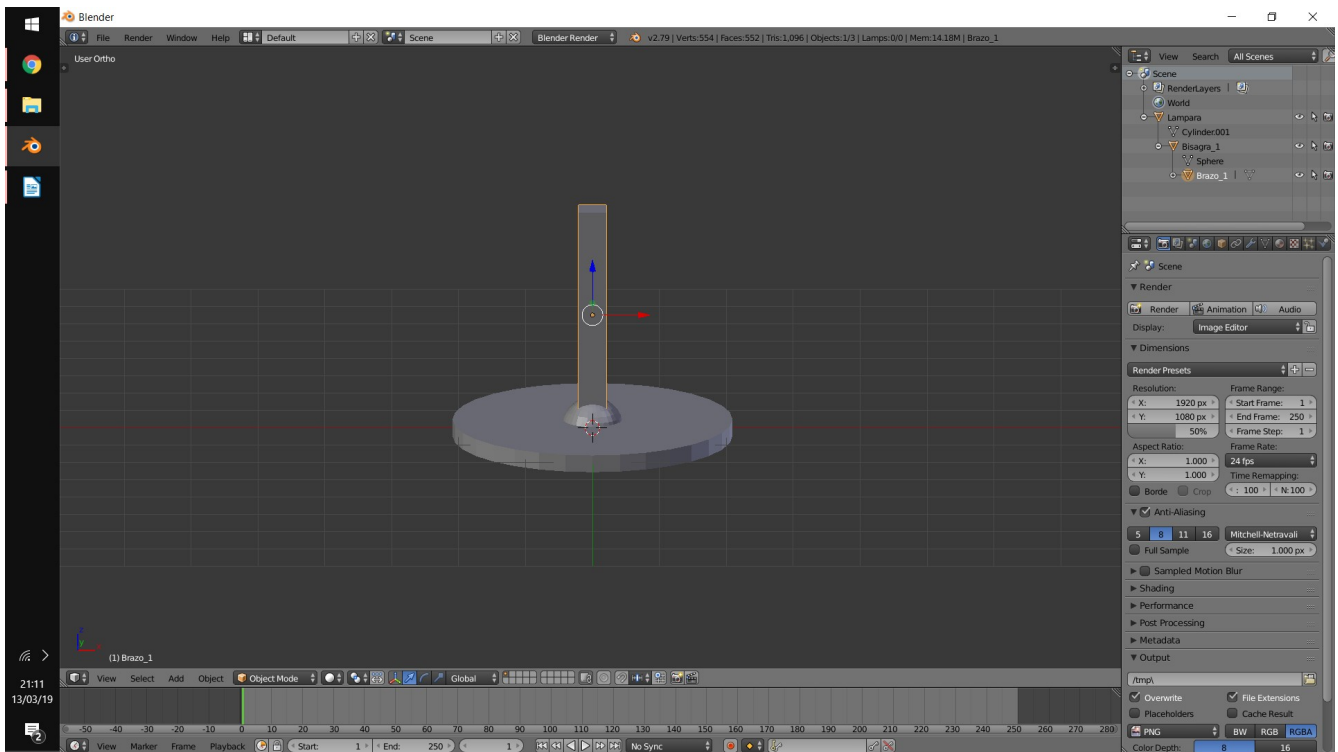 Blender
File Render Window Help Default Scene Blender Render v2.79 | Verts:554 | Faces:552 | Tris:1,096 | Objects:1/3 | Lamps:0/0 | Mem:14.18M | Brazo_1
User Ortho
(1) Brazo_1
View Select Add Object Object Mode Global
-50 -40 -30 -20 -10 0 10 20 30 40 50 60 70 80 90 100 110 120 130 140 150 160 170 180 190 200 210 220 230 240 250 260 270 280
View Marker Frame Playback Start: 1 End: 250 1 No Sync
21:11
13/03/19
2
View Search All Scenes
Scene
RenderLayers |
World
Lampara
Cylinder.001
Bisagra_1
Sphere
Brazo_1 |
Scene
Render
Render Animation Audio
Display: Image Editor
Dimensions
Render Presets
Resolution: Frame Range:
X: 1920 px Start Frame: 1
Y: 1080 px End Frame: 250
50% Frame Step: 1
Aspect Ratio: Frame Rate:
X: 1.000 24 fps
Y: 1.000 Time Remapping:
Borde Crop : 100 N: 100
Anti-Aliasing
5 8 11 16 Mitchell-Netravali
Full Sample Size: 1.000 px
Sampled Motion Blur
Shading
Performance
Post Processing
Metadata
Output
/tmp\
Overwrite File Extensions
Placeholders Cache Result
PNG BW RGB RGBA
Color Depth: 8 16